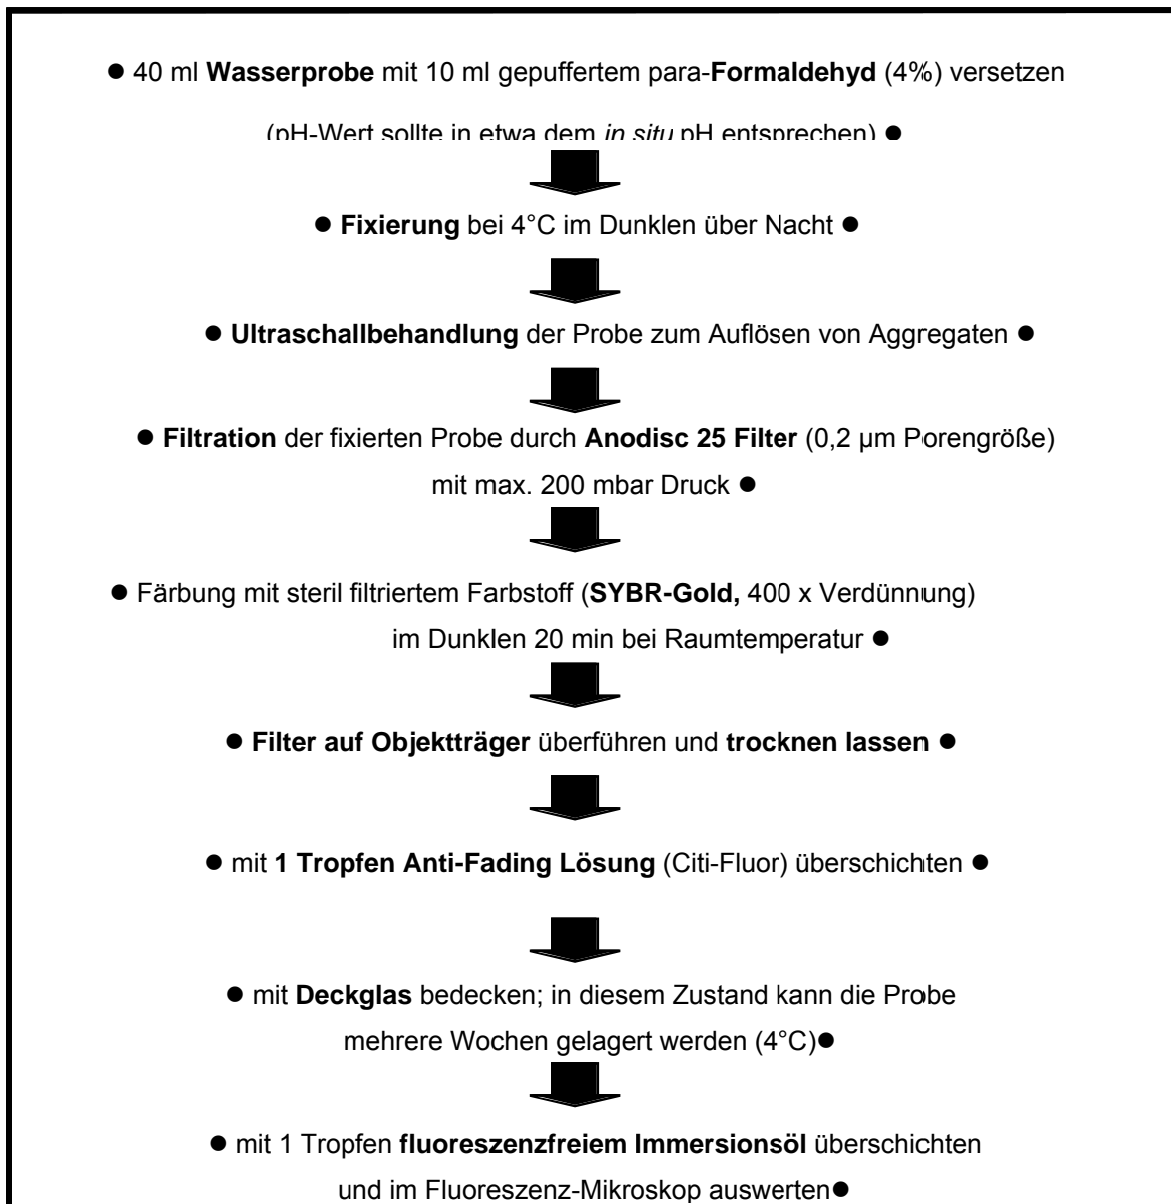 ● 40 ml Wasserprobe mit 10 ml gepuffertem para-Formaldehyd (4%) versetzen
(pH-Wert sollte in etwa dem in situ pH entsprechen) ●
● Fixierung bei 4°C im Dunklen über Nacht ●
● Ultraschallbehandlung der Probe zum Auflösen von Aggregaten ●
● Filtration der fixierten Probe durch Anodisc 25 Filter (0,2 µm Porengröße)
mit max. 200 mbar Druck ●
● Färbung mit steril filtriertem Farbstoff (SYBR-Gold, 400 x Verdünnung)
im Dunklen 20 min bei Raumtemperatur ●
● Filter auf Objektträger überführen und trocknen lassen ●
● mit 1 Tropfen Anti-Fading Lösung (Citi-Fluor) überschichten ●
● mit Deckglas bedecken; in diesem Zustand kann die Probe
mehrere Wochen gelagert werden (4°C)●
● mit 1 Tropfen fluoreszenzfreiem Immersionsöl überschichten
und im Fluoreszenz-Mikroskop auswerten●